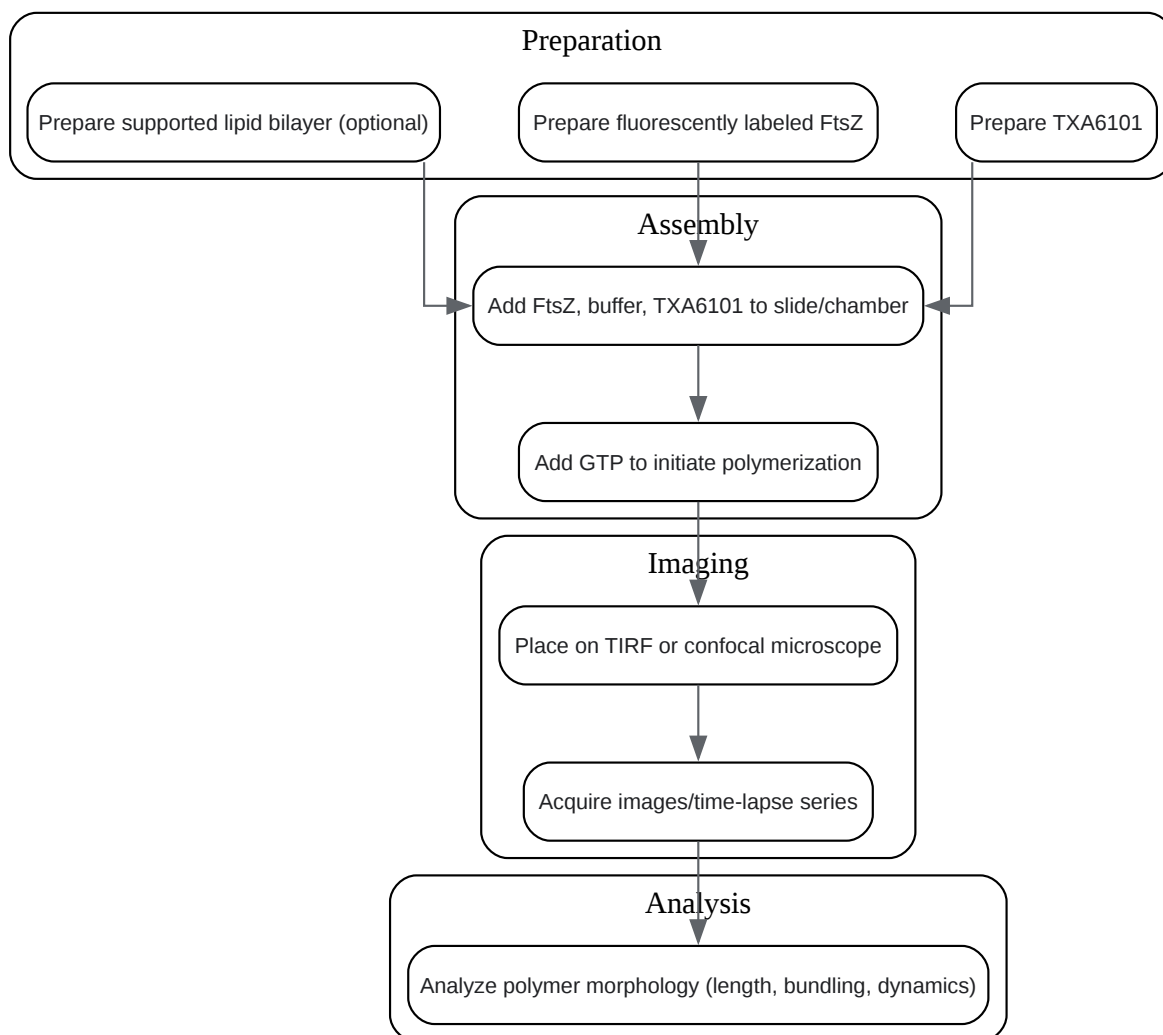 Preparation
Prepare supported lipid bilayer (optional)
Prepare fluorescently labeled FtsZ
Prepare TXA6101
Assembly
Add FtsZ, buffer, TXA6101 to slide/chamber
Add GTP to initiate polymerization
Imaging
Place on TIRF or confocal microscope
Acquire images/time-lapse series
Analysis
Analyze polymer morphology (length, bundling, dynamics)